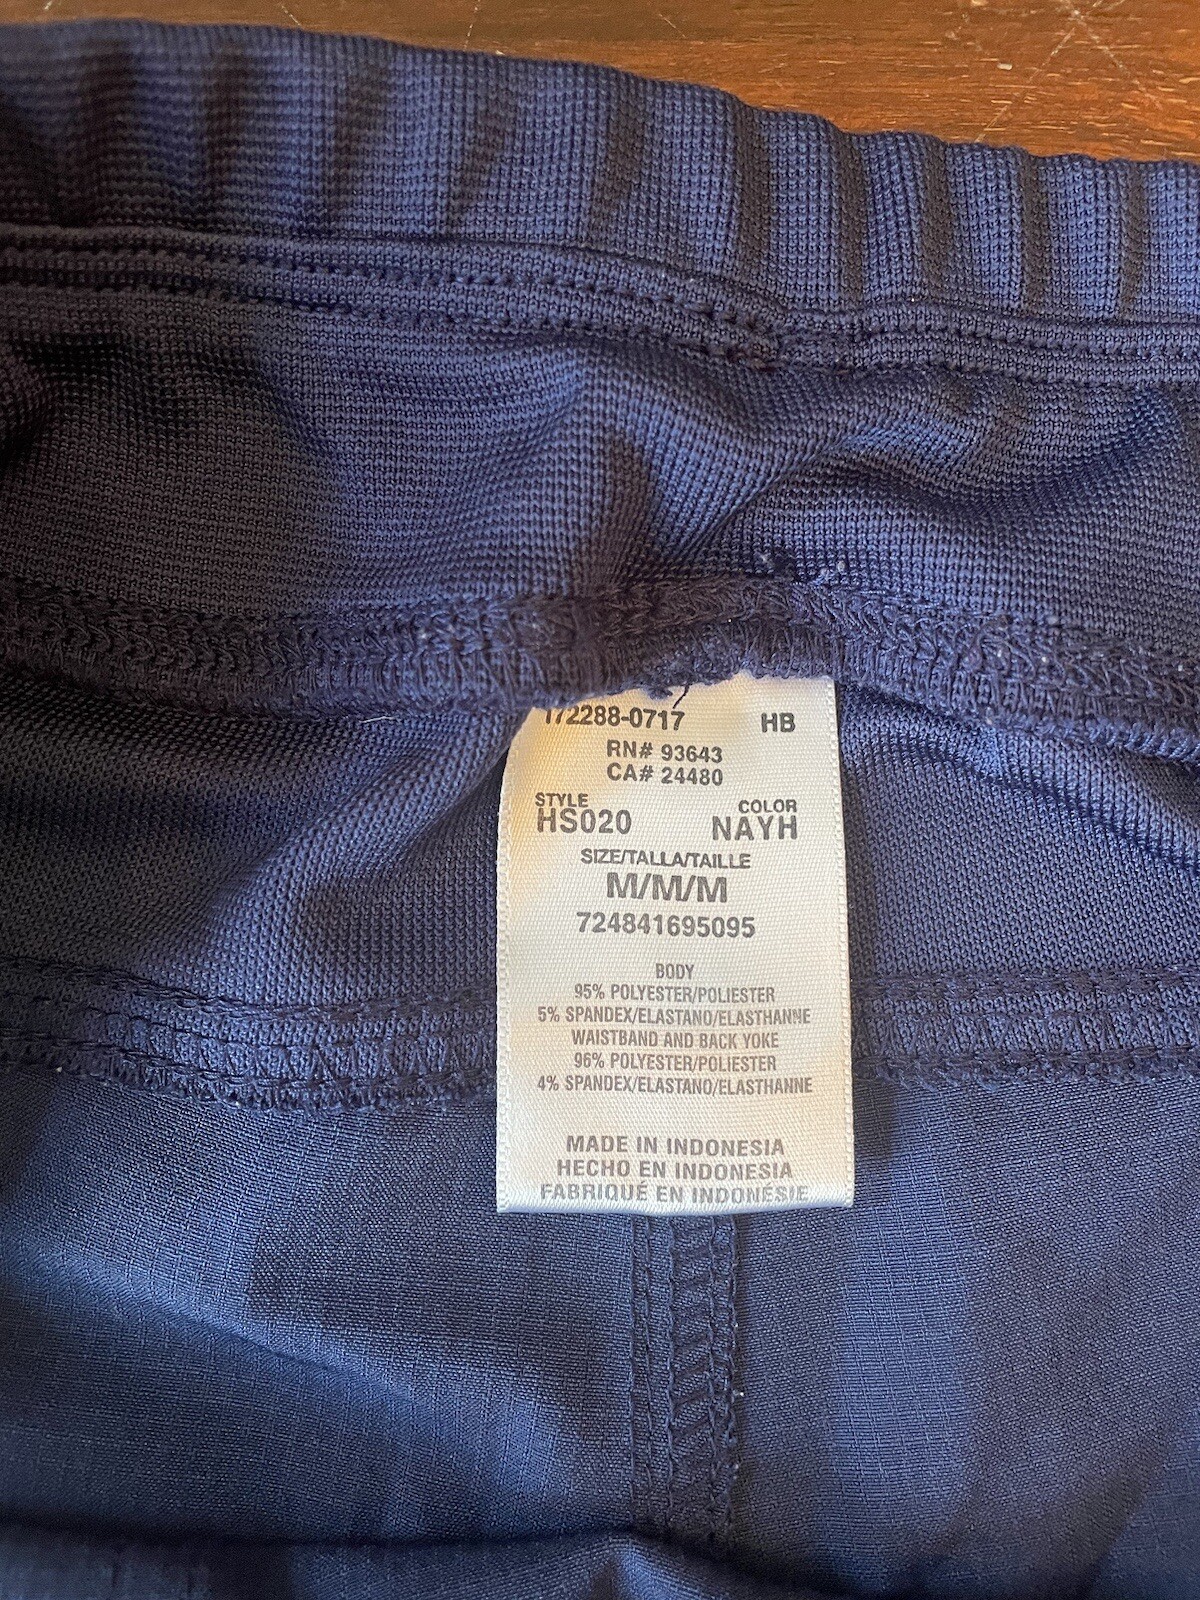 172288-0717 HB
RN# 93643
CA# 24480
STYLE COLOR
HS020 NAYH
SIZE/TALLA/TAILLE
M/M/M
724841695095
BODY
95% POLYESTER/POLIESTER
5% SPANDEX/ELASTANO/ELASTHANNE
WAISTBAND AND BACK YOKE
96% POLYESTER/POLIESTER
4% SPANDEX/ELASTANO/ELASTHANNE
MADE IN INDONESIA
HECHO EN INDONESIA
FABRIQUÉ EN INDONÉSIE